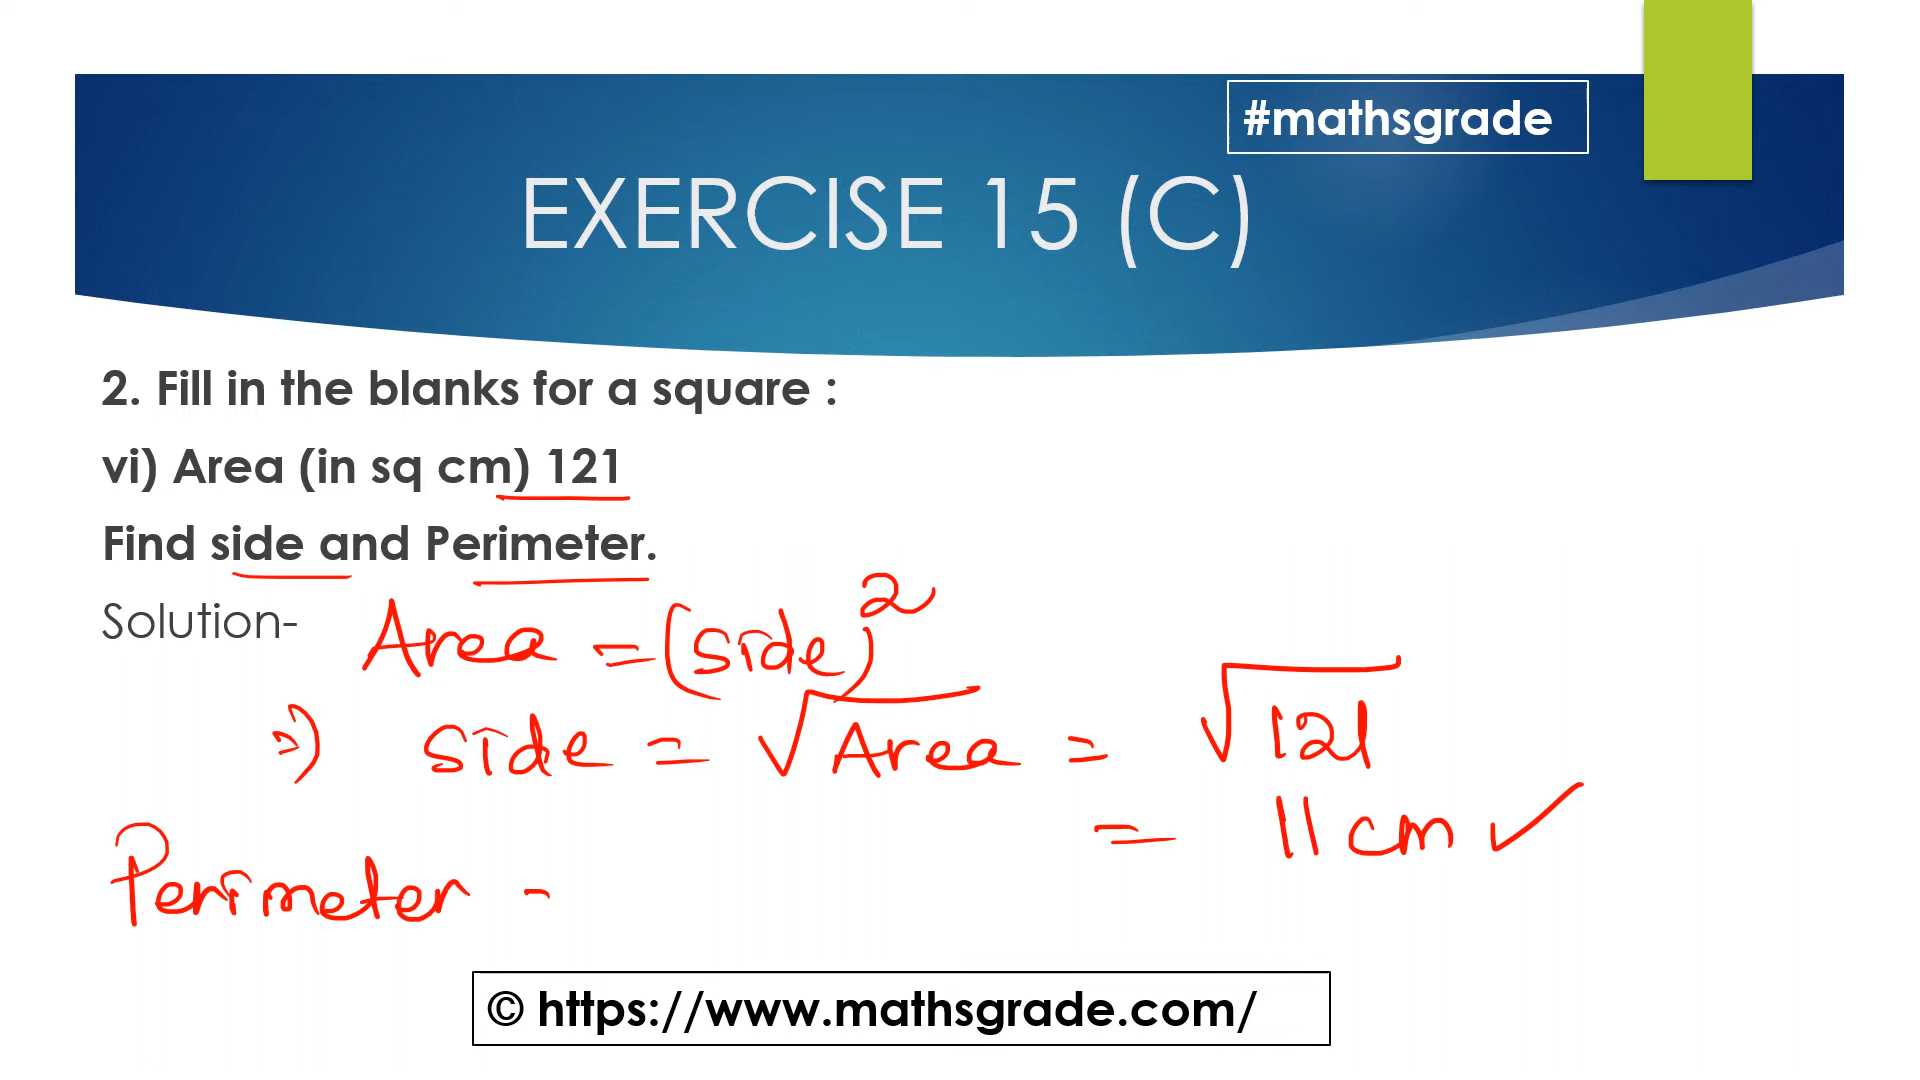 #mathsgrade
EXERCISE 15 (C)
2. Fill in the blanks for a square :
vi) Area (in sq cm) 121
Find side and Perimeter.
Solution-
Area = (side)²
⇒ side = √Area = √121
= 11 cm ✓
Perimeter -
© https://www.mathsgrade.com/